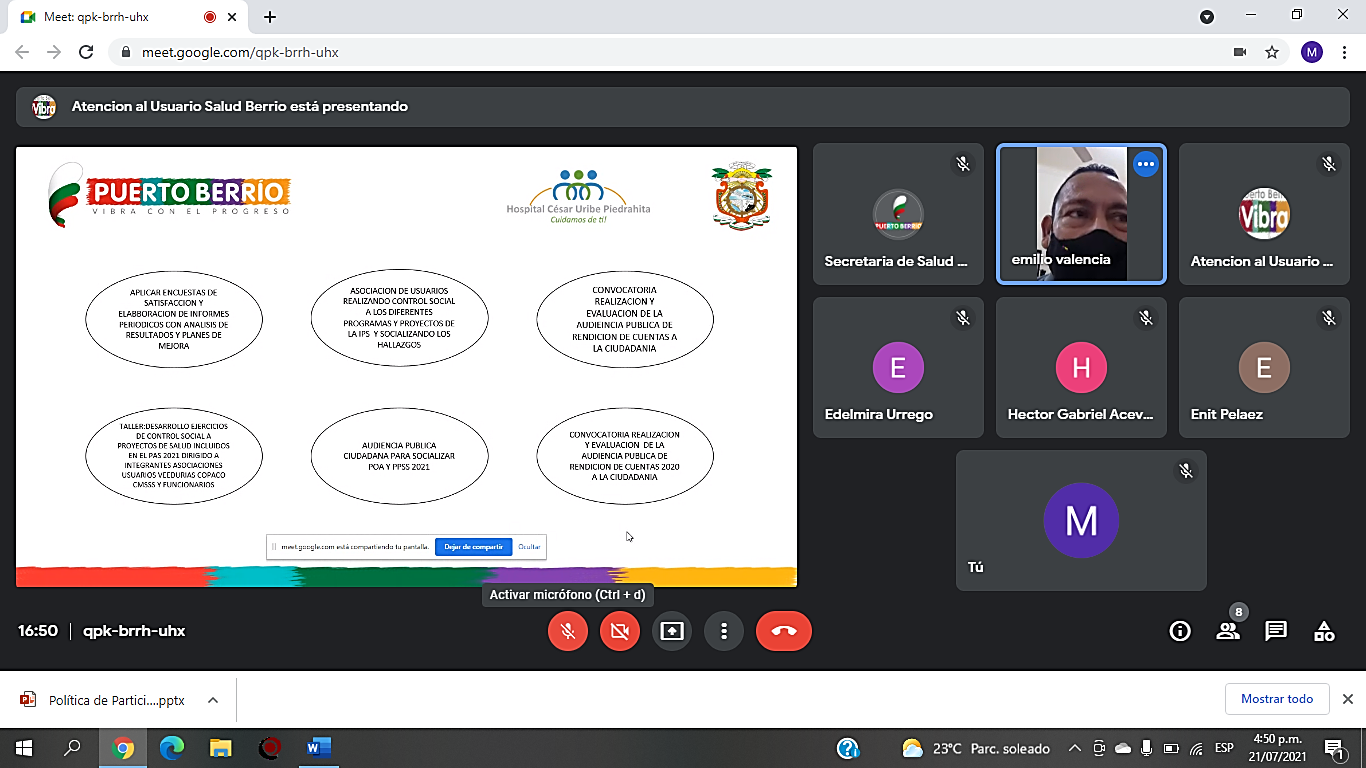 Meet: qpk-brrh-uhx
meet.google.com/qpk-brrh-uhx
M
Vibra
Atencion al Usuario Salud Berrio está presentando
PUERTO BERRÍO
VIBRA CON EL PROGRESO
Hospital César Uribe Piedrahita
Cuidamos de ti!
APLICAR ENCUESTAS DE
SATISFACCION Y
ELABBORACION DE INFORMES
PERIODICOS CON ANALISIS DE
RESULTADOS Y PLANES DE
MEJORA
ASOCIACION DE USUARIOS
REALIZANDO CONTROL SOCIAL
A LOS DIFERENTES
PROGRAMAS Y PROYECTOS DE
LA IPS Y SOCIALIZANDO LOS
HALLAZGOS
CONVOCATORIA
REALIZACION Y
EVALUACION DE LA
AUDIEINCIA PUBLICA DE
RENDICION DE CUENTAS A
LA CIUDADANIA
TALLER:DESARROLLO EJERCICIOS
DE CONTROL SOCIAL A
PROYECTOS DE SALUD INCLUIDOS
EN EL PAS 2021 DIRIGIDO A
INTEGRANTES ASOCIACIONES
USUARIOS VEEDURIAS COPACO
CMSSS Y FUNCIONARIOS
AUDIENCIA PUBLICA
CIUDADANA PARA SOCIALIZAR
POA Y PPSS 2021
CONVOCATORIA REALIZACION
Y EVALUACION DE LA
AUDIENCIA PUBLICA DE
RENDICION DE CUENTAS 2020
A LA CIUDADANIA
meet.google.com está compartiendo tu pantalla.
Dejar de compartir
Ocultar
PUERTO BERRÍO
Secretaria de Salud ...
emilio valencia
Vibra
Atencion al Usuario ...
E
Edelmira Urrego
H
Hector Gabriel Acev...
E
Enit Pelaez
M
Tú
Activar micrófono (Ctrl + d)
16:50
qpk-brrh-uhx
8
Política de Partici....pptx
Mostrar todo
23°C Parc. soleado
ESP
4:50 p.m.
21/07/2021
1